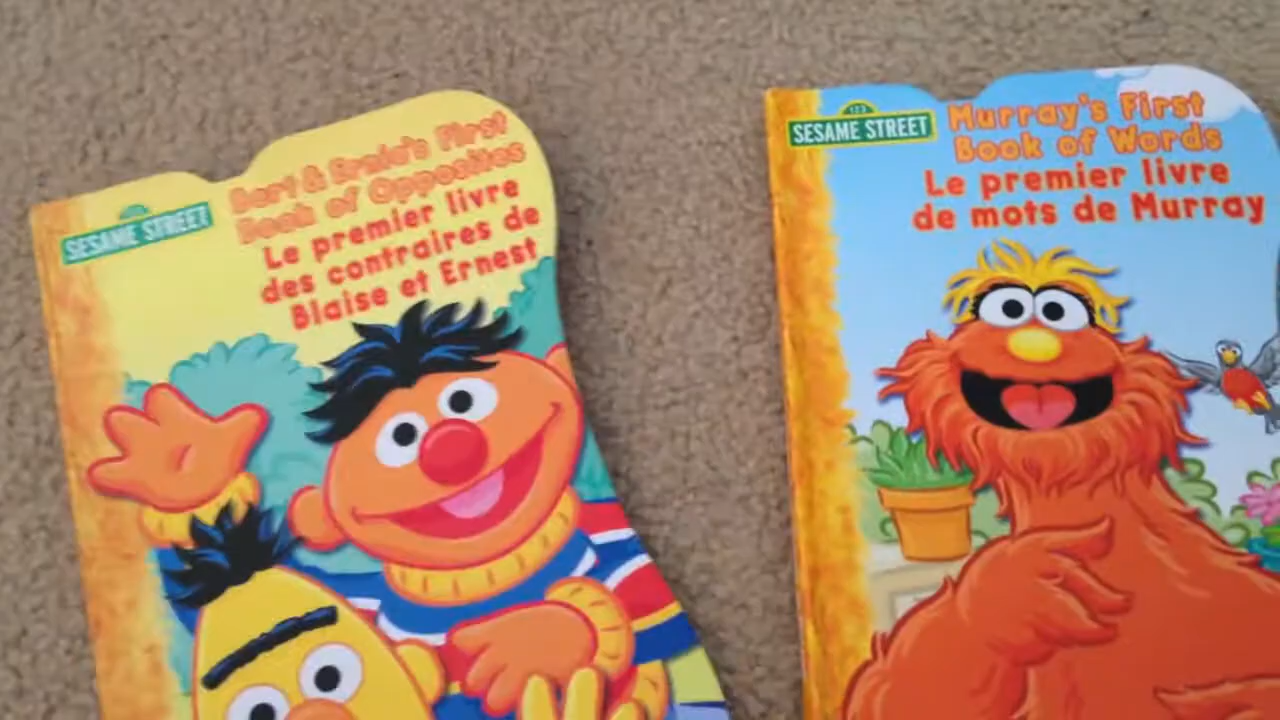 SESAME STREET
Bert & Ernie's First
Book of Opposites
Le premier livre
des contraires de
Blaise et Ernest
123
SESAME STREET
Murray's First
Book of Words
Le premier livre
de mots de Murray